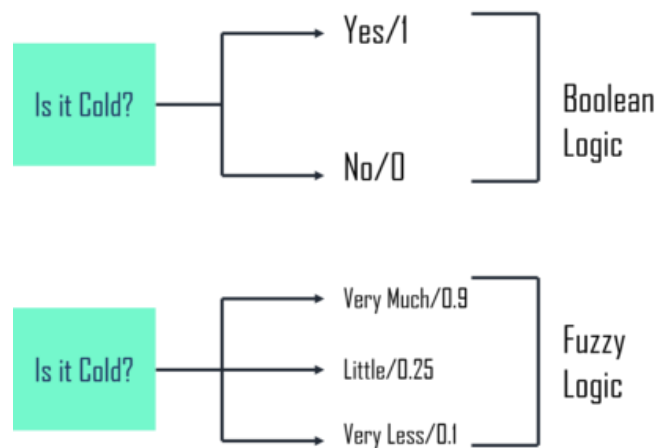 Is it Cold?
Yes/1
No/0
Boolean
Logic
Is it Cold?
Very Much/0.9
Little/0.25
Very Less/0.1
Fuzzy
Logic